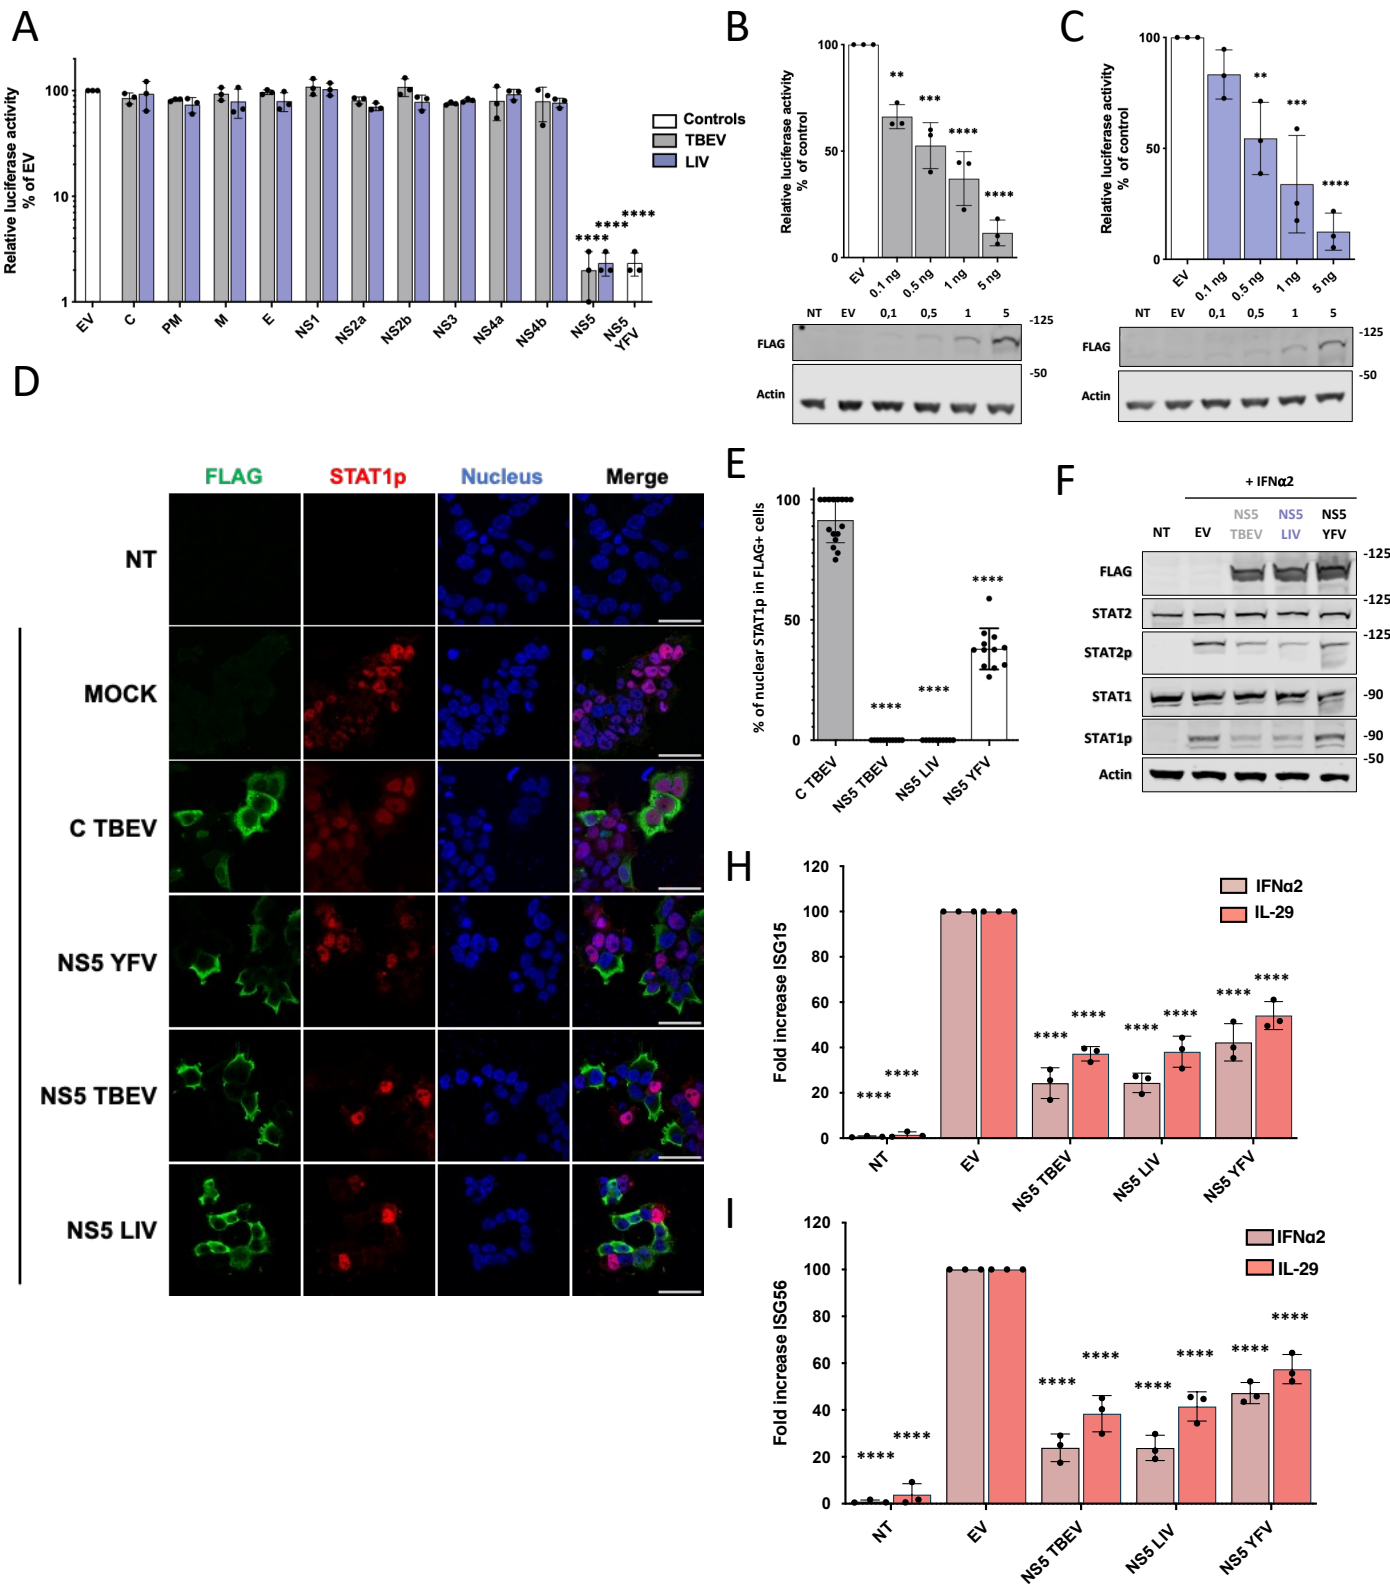 A
Relative luciferase activity
% of EV
100
10
1
EV
C
PM
M
E
NS1
NS2a
NS2b
NS3
NS4a
NS4b
NS5
NS5
YFV
****
****
****
Controls
TBEV
LIV
B
Relative luciferase activity
% of control
100
50
0
**
***
****
****
EV
0.1 ng
0.5 ng
1 ng
5 ng
NT
EV
0,1
0,5
1
5
-125
FLAG
-50
Actin
C
Relative luciferase activity
% of control
100
50
0
**
***
****
EV
0.1 ng
0.5 ng
1 ng
5 ng
NT
EV
0,1
0,5
1
5
-125
FLAG
-50
Actin
D
FLAG
STAT1p
Nucleus
Merge
NT
MOCK
C TBEV
NS5 YFV
NS5 TBEV
NS5 LIV
E
% of nuclear STAT1p in FLAG+ cells
100
50
0
****
****
****
C TBEV
NS5 TBEV
NS5 LIV
NS5 YFV
F
+ IFNα2
NT
EV
NS5
TBEV
NS5
LIV
NS5
YFV
-125
FLAG
-125
STAT2
-125
STAT2p
STAT1
-90
STAT1p
-90
-50
Actin
H
Fold increase ISG15
120
100
80
60
40
20
0
****
****
****
****
****
****
****
****
NT
EV
NS5 TBEV
NS5 LIV
NS5 YFV
IFNα2
IL-29
I
Fold increase ISG56
120
100
80
60
40
20
0
****
****
****
****
****
****
****
****
NT
EV
NS5 TBEV
NS5 LIV
NS5 YFV
IFNα2
IL-29